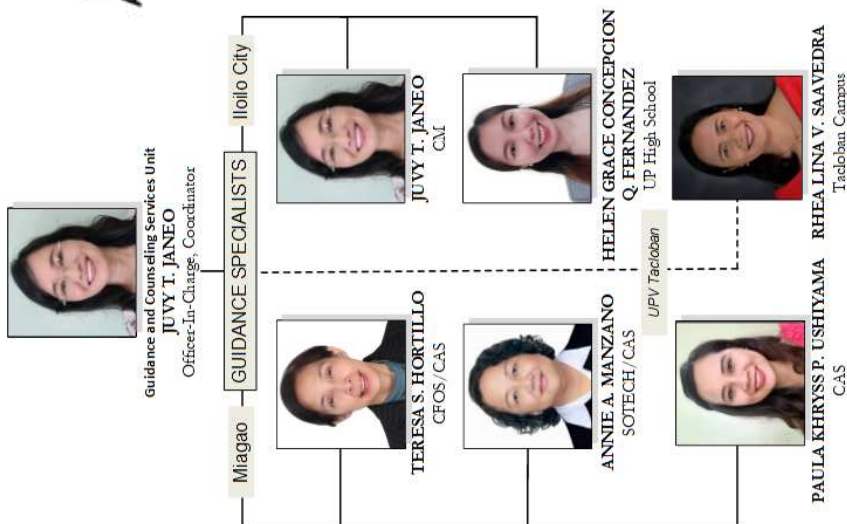 Guidance and Counseling Services Unit
JUVY T. JANEO
Officer-In-Charge, Coordinator
Miagao
GUIDANCE SPECIALISTS
Iloilo City
TERESA S. HORTILLO
CFOS/CAS
JUVY T. JANEO
CM
ANNIE A. MANZANO
SOTECH/CAS
HELEN GRACE CONCEPCION
Q. FERNANDEZ
UP High School
UPV Tacloban
PAULA KHRYSS P. USHIYAMA
CAS
RHEA LINA V. SAAVEDRA
Tacloban Campus